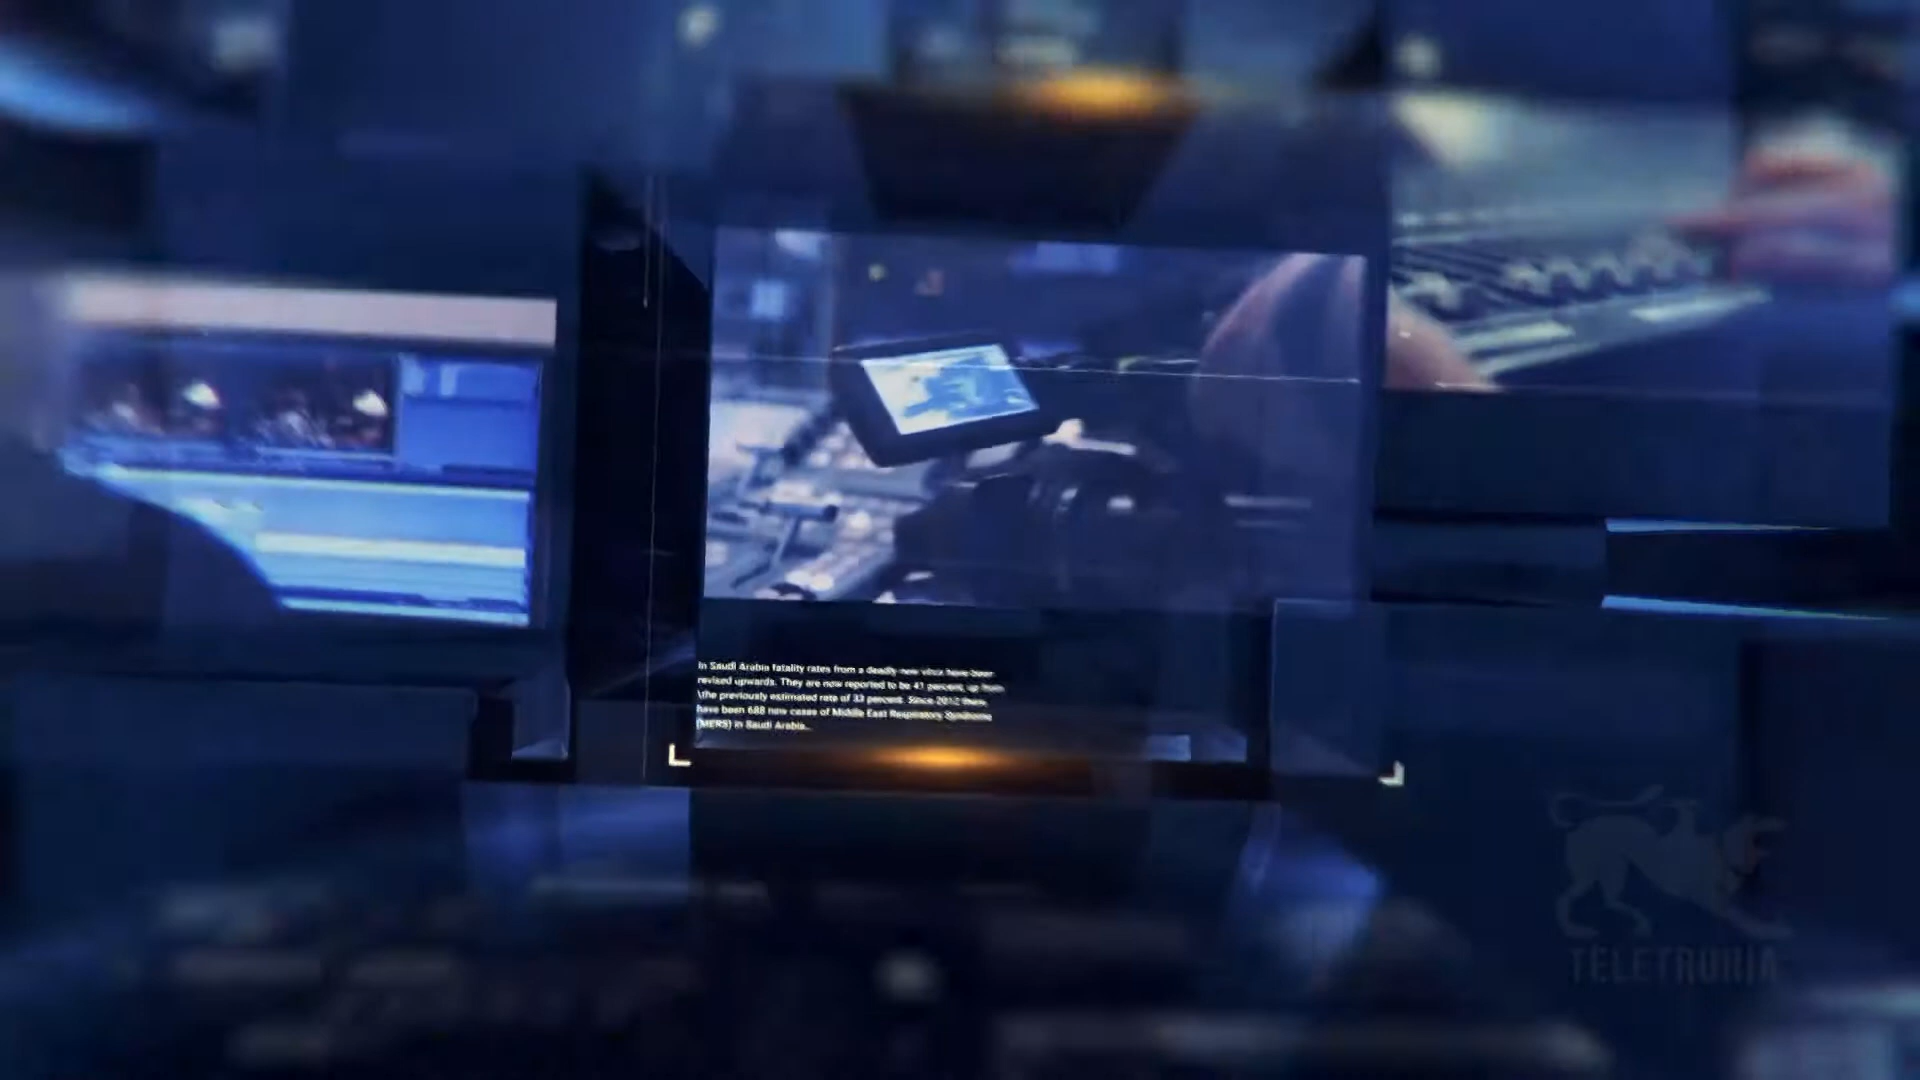 In Saudi Arabia fatality rates from a deadly new virus have been
revised upwards. They are now reported to be 41 percent, up from
\the previously estimated rate of 33 percent. Since 2012 there
have been 688 new cases of Middle East Respiratory Syndrome
(MERS) in Saudi Arabia.
TELETRURIA